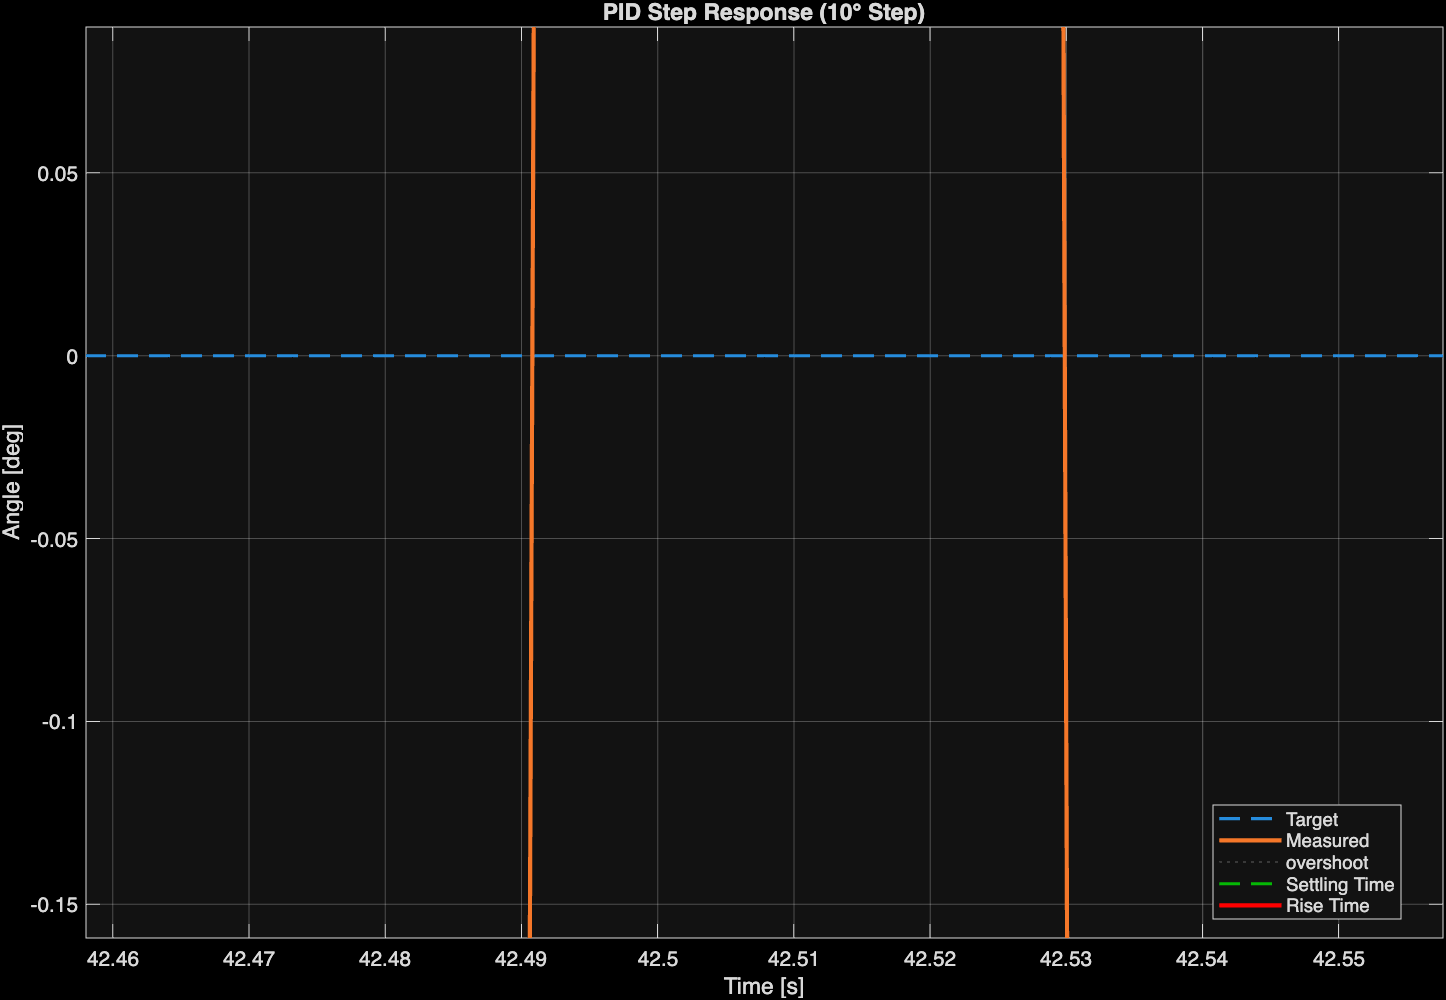 PID Step Response (10° Step)
0.05
0
-0.05
-0.1
-0.15
Angle [deg]
42.46 42.47 42.48 42.49 42.5 42.51 42.52 42.53 42.54 42.55
Time [s]
Target
Measured
overshoot
Settling Time
Rise Time